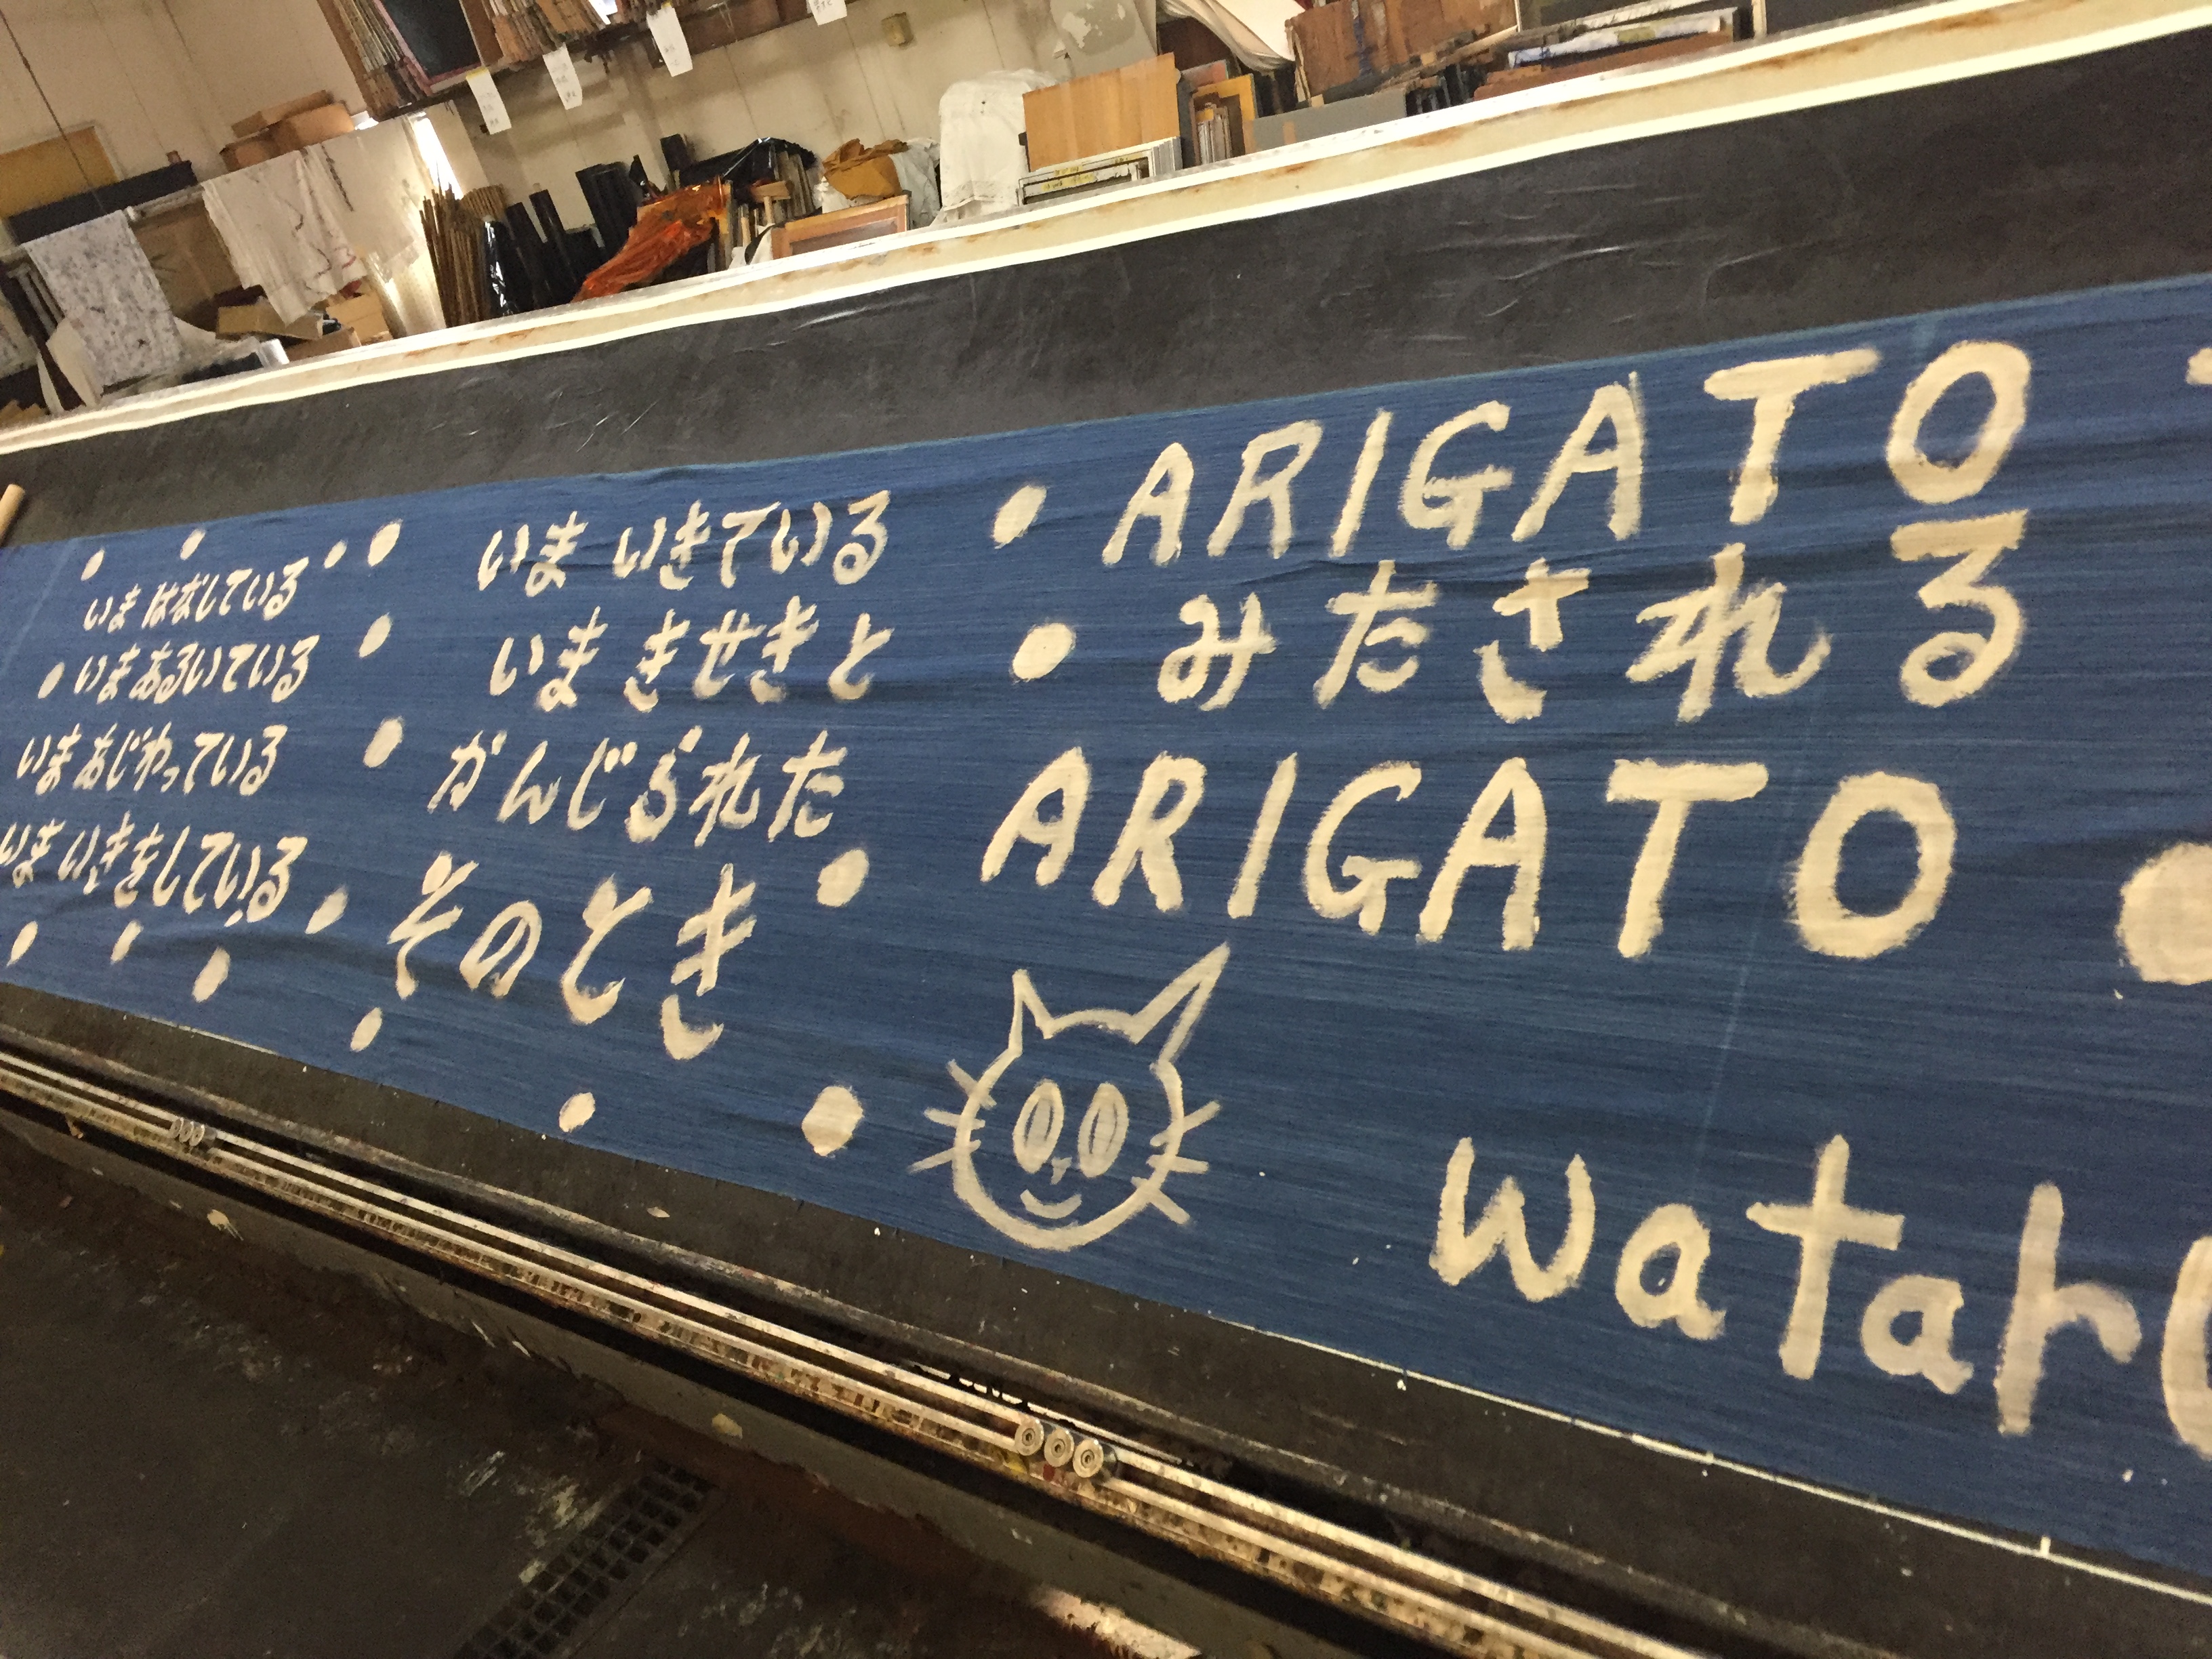 いま はなしている
いまあるいている
いまあじわっている
いまいきをしている
いま いきている
いま きせきと
かんじられた
そのとき
ARIGATO
みたされる
ARIGATO
wataru